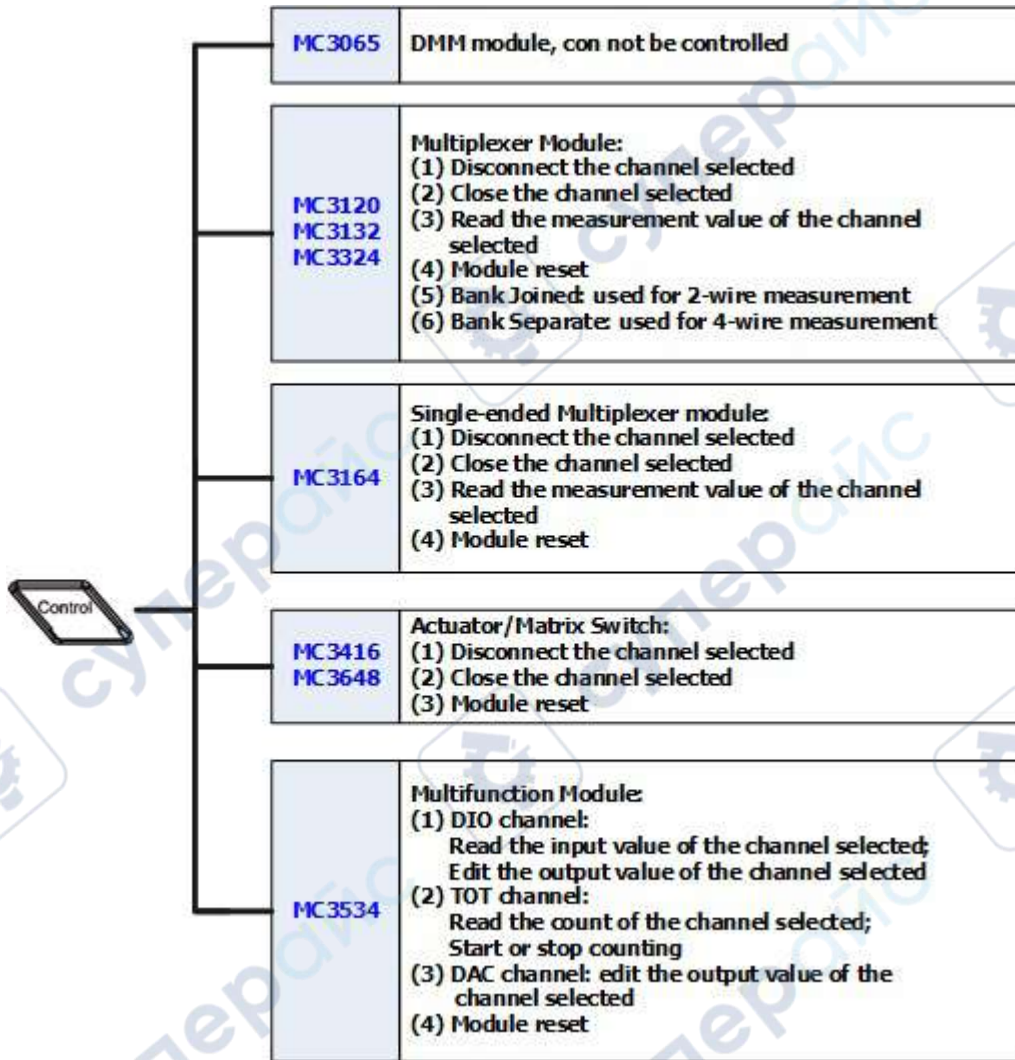 MC3065
DMM module, con not be controlled
MC3120
MC3132
MC3324
Multiplexer Module:
(1) Disconnect the channel selected
(2) Close the channel selected
(3) Read the measurement value of the channel
selected
(4) Module reset
(5) Bank Joined: used for 2-wire measurement
(6) Bank Separate: used for 4-wire measurement
MC3164
Single-ended Multiplexer module:
(1) Disconnect the channel selected
(2) Close the channel selected
(3) Read the measurement value of the channel
selected
(4) Module reset
Control
MC3416
MC3648
Actuator/Matrix Switch:
(1) Disconnect the channel selected
(2) Close the channel selected
(3) Module reset
MC3534
Multifunction Module:
(1) DIO channel:
Read the input value of the channel selected;
Edit the output value of the channel selected
(2) TOT channel:
Read the count of the channel selected;
Start or stop counting
(3) DAC channel: edit the output value of the
channel selected
(4) Module reset
суперайс
суперайс
суперайс
суперайс
суперайс
суперайс